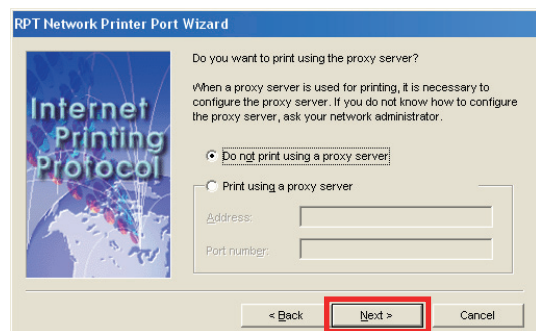 RPT Network Printer Port Wizard
Internet
Printing
Protocol
Do you want to print using the proxy server?
When a proxy server is used for printing, it is necessary to
configure the proxy server. If you do not know how to configure
the proxy server, ask your network administrator.
Do not print using a proxy server
Print using a proxy server
Address:
Port number:
< Back Next > Cancel